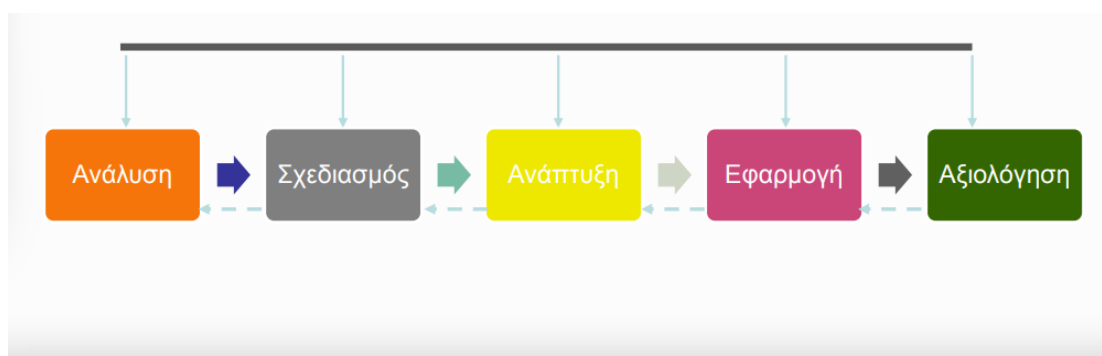 Ανάλυση
Σχεδιασμός
Ανάπτυξη
Εφαρμογή
Αξιολόγηση